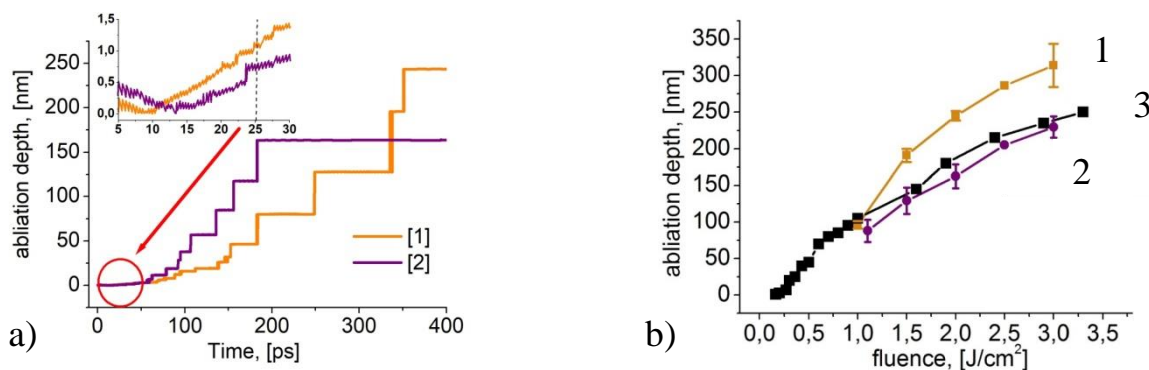 1,5
1,0
0,5
0,0
5 10 15 20 25 30
250
200
150
100
50
0
abliation depth, [nm]
[1]
[2]
0 100 200 300 400
Time, [ps]
a)
350
300
250
200
150
100
50
0
abliation depth, [nm]
1
3
2
0,0 0,5 1,0 1,5 2,0 2,5 3,0 3,5
fluence, [J/cm²]
b)